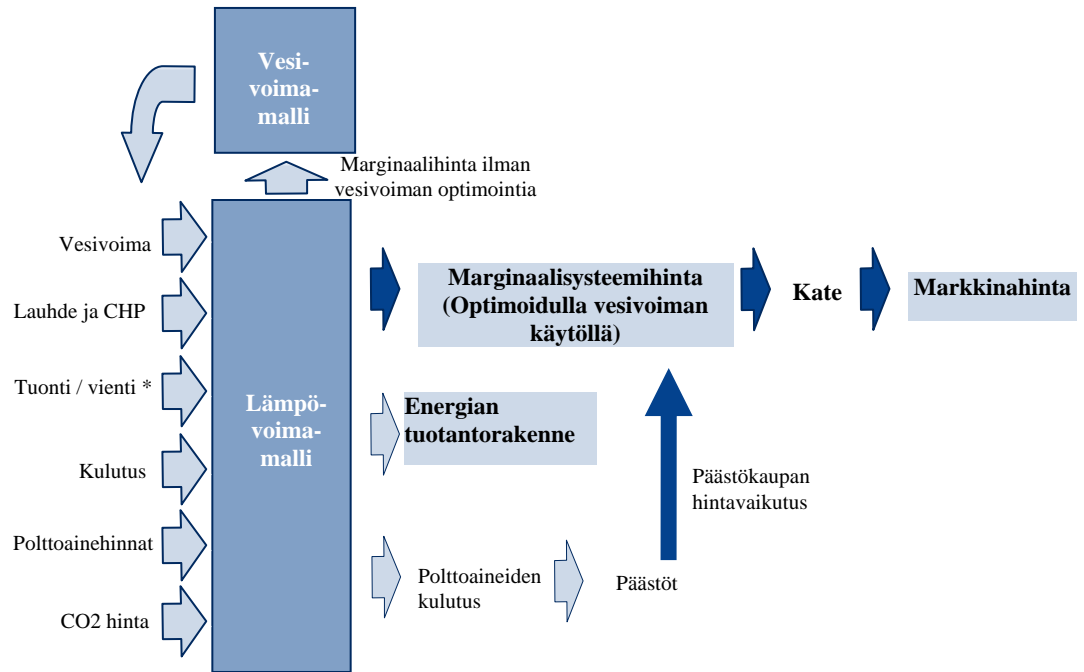 Vesi-
voima-
malli
Marginaalihinta ilman
vesivoiman optimointia
Vesivoima
Lauhde ja CHP
Tuonti / vienti *
Kulutus
Polttoainehinnat
CO2 hinta
Lämpö-
voima-
malli
Marginaalisysteemihinta
(Optimoidulla vesivoiman
käytöllä)
Kate
Markkinahinta
Energian
tuotantorakenne
Päästökaupan
hintavaikutus
Polttoaineiden
kulutus
Päästöt